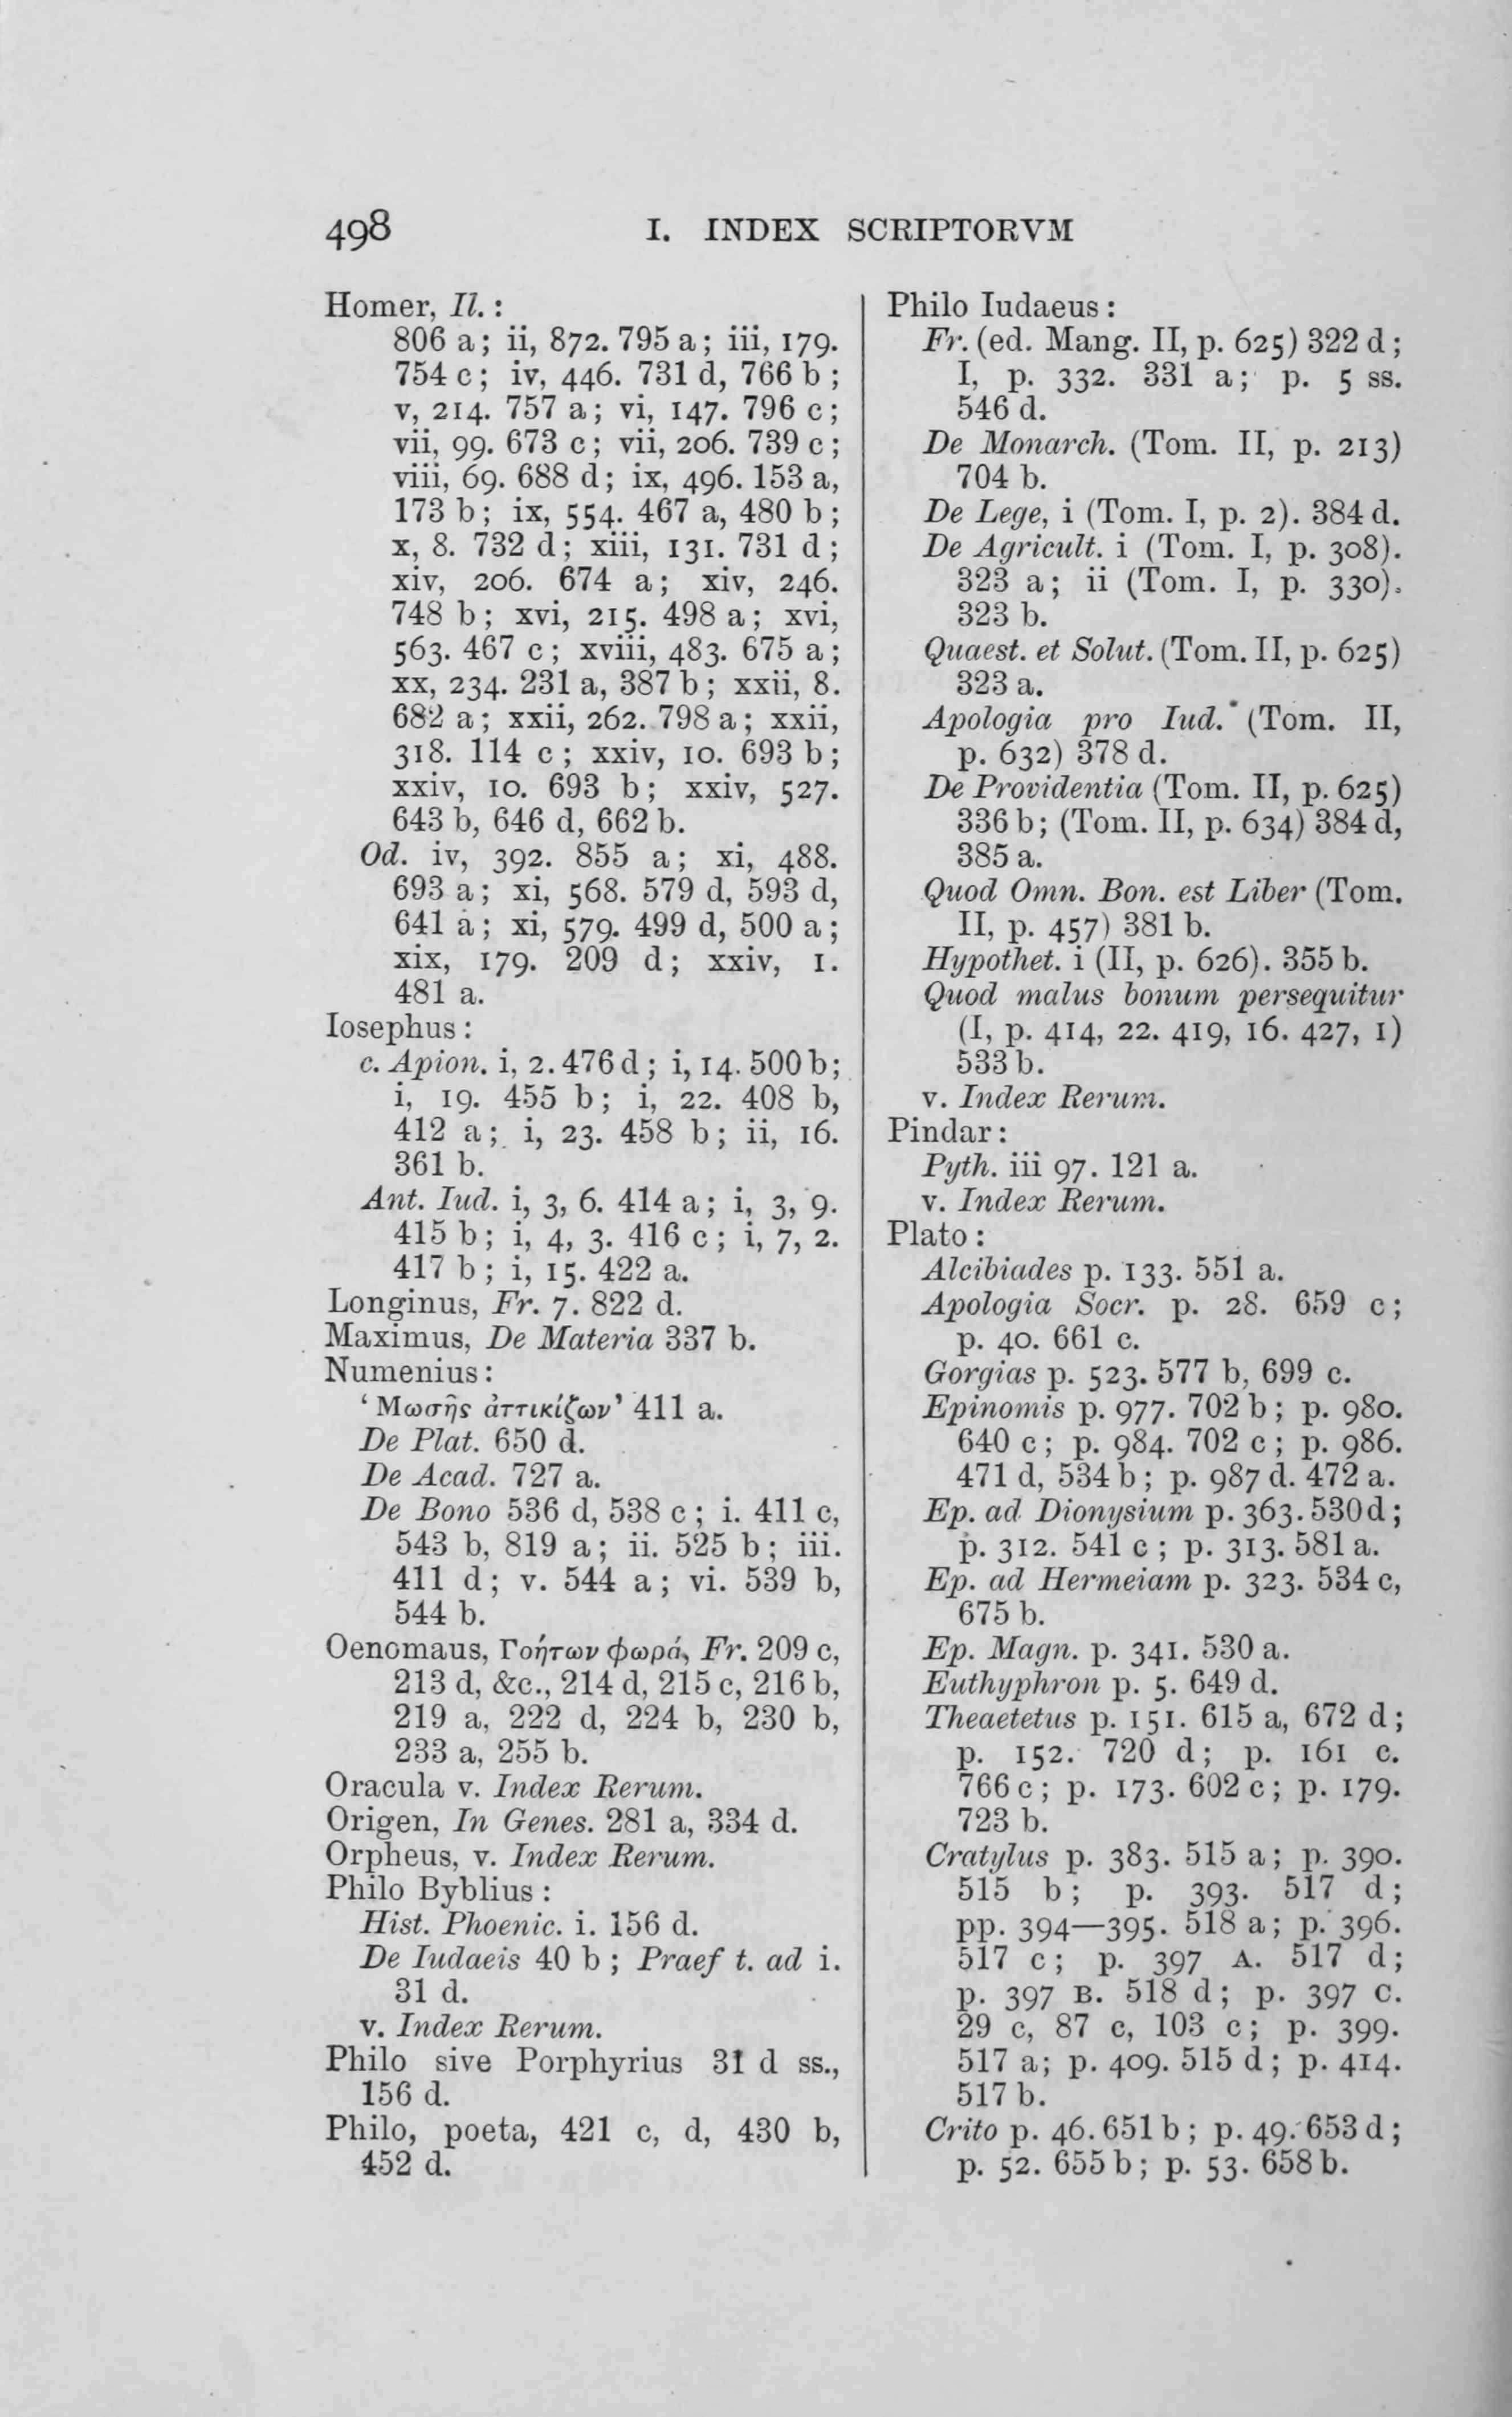 498
I. INDEX SCRIPTORVM
Homer, Il. :
806 a; ii, 872. 795 a; iii, 179.
754 c; iv, 446. 731 d, 766 b;
v, 214. 757 a; vi, 147. 796 c;
vii, 99. 673 c; vii, 206. 739 c;
viii, 69. 688 d; ix, 496. 153 a,
173 b; ix, 554. 467 a, 480 b;
x, 8. 732 d; xiii, 131. 731 d;
xiv, 206. 674 a; xiv, 246.
748 b; xvi, 215. 498 a; xvi,
563. 467 c; xviii, 483. 675 a;
xx, 234. 231 a, 387 b; xxii, 8.
682 a; xxii, 262. 798 a; xxii,
318. 114 c; xxiv, 10. 693 b;
xxiv, 10. 693 b; xxiv, 527.
643 b, 646 d, 662 b.
Od. iv, 392. 855 a; xi, 488.
693 a; xi, 568. 579 d, 593 d,
641 a; xi, 579. 499 d, 500 a;
xix, 179. 209 d; xxiv, 1.
481 a.
Iosephus :
c. Apion. i, 2. 476 d; i, 14. 500 b;
i, 19. 455 b; i, 22. 408 b,
412 a; i, 23. 458 b; ii, 16.
361 b.
Ant. Iud. i, 3, 6. 414 a; i, 3, 9.
415 b; i, 4, 3. 416 c; i, 7, 2.
417 b; i, 15. 422 a.
Longinus, Fr. 7. 822 d.
Maximus, De Materia 337 b.
Numenius :
‘Μωσῆς ἀττικίζων’ 411 a.
De Plat. 650 d.
De Acad. 727 a.
De Bono 536 d, 538 c; i. 411 c,
543 b, 819 a; ii. 525 b; iii.
411 d; v. 544 a; vi. 539 b,
544 b.
Oenomaus, Γοήτων φωρά, Fr. 209 c,
213 d, &c., 214 d, 215 c, 216 b,
219 a, 222 d, 224 b, 230 b,
233 a, 255 b.
Oracula v. Index Rerum.
Origen, In Genes. 281 a, 334 d.
Orpheus, v. Index Rerum.
Philo Byblius :
Hist. Phoenic. i. 156 d.
De Iudaeis 40 b; Praef t. ad i.
31 d.
v. Index Rerum.
Philo sive Porphyrius 31 d ss.,
156 d.
Philo, poeta, 421 c, d, 430 b,
452 d.
Philo Iudaeus :
Fr. (ed. Mang. II, p. 625) 322 d;
I, p. 332. 331 a; p. 5 ss.
546 d.
De Monarch. (Tom. II, p. 213)
704 b.
De Lege, i (Tom. I, p. 2). 384 d.
De Agricult. i (Tom. I, p. 308).
323 a; ii (Tom. I, p. 330).
323 b.
Quaest. et Solut. (Tom. II, p. 625)
323 a.
Apologia pro Iud. (Tom. II,
p. 632) 378 d.
De Providentia (Tom. II, p. 625)
336 b; (Tom. II, p. 634) 384 d,
385 a.
Quod Omn. Bon. est Liber (Tom.
II, p. 457) 381 b.
Hypothet. i (II, p. 626). 355 b.
Quod malus bonum persequitur
(I, p. 414, 22. 419, 16. 427, 1)
533 b.
v. Index Rerum.
Pindar :
Pyth. iii 97. 121 a.
v. Index Rerum.
Plato :
Alcibiades p. 133. 551 a.
Apologia Socr. p. 28. 659 c;
p. 40. 661 c.
Gorgias p. 523. 577 b, 699 c.
Epinomis p. 977. 702 b; p. 980.
640 c; p. 984. 702 c; p. 986.
471 d, 534 b; p. 987 d. 472 a.
Ep. ad Dionysium p. 363. 530 d;
p. 312. 541 c; p. 313. 581 a.
Ep. ad Hermeiam p. 323. 534 c,
675 b.
Ep. Magn. p. 341. 530 a.
Euthyphron p. 5. 649 d.
Theaetetus p. 151. 615 a, 672 d;
p. 152. 720 d; p. 161 c.
766 c; p. 173. 602 c; p. 179.
723 b.
Cratylus p. 383. 515 a; p. 390.
515 b; p. 393. 517 d;
pp. 394—395. 518 a; p. 396.
517 c; p. 397 A. 517 d;
p. 397 B. 518 d; p. 397 C.
29 c, 87 c, 103 c; p. 399.
517 a; p. 409. 515 d; p. 414.
517 b.
Crito p. 46. 651 b; p. 49. 653 d;
p. 52. 655 b; p. 53. 658 b.